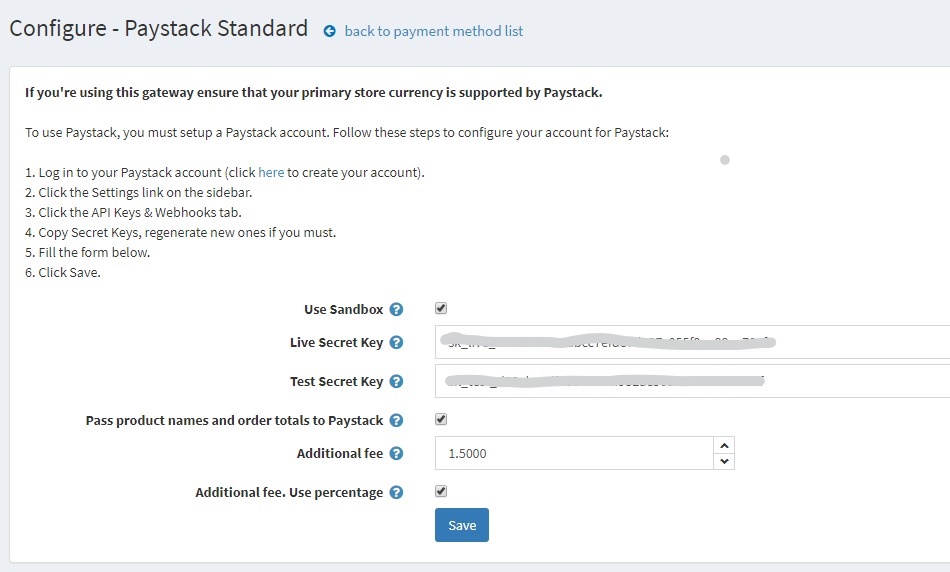 Configure - Paystack Standard back to payment method list
If you're using this gateway ensure that your primary store currency is supported by Paystack.
To use Paystack, you must setup a Paystack account. Follow these steps to configure your account for Paystack:
1. Log in to your Paystack account (click here to create your account).
2. Click the Settings link on the sidebar.
3. Click the API Keys & Webhooks tab.
4. Copy Secret Keys, regenerate new ones if you must.
5. Fill the form below.
6. Click Save.
Use Sandbox ?
Live Secret Key ?
Test Secret Key ?
Pass product names and order totals to Paystack ?
Additional fee ? 1.5000
Additional fee. Use percentage ?
Save